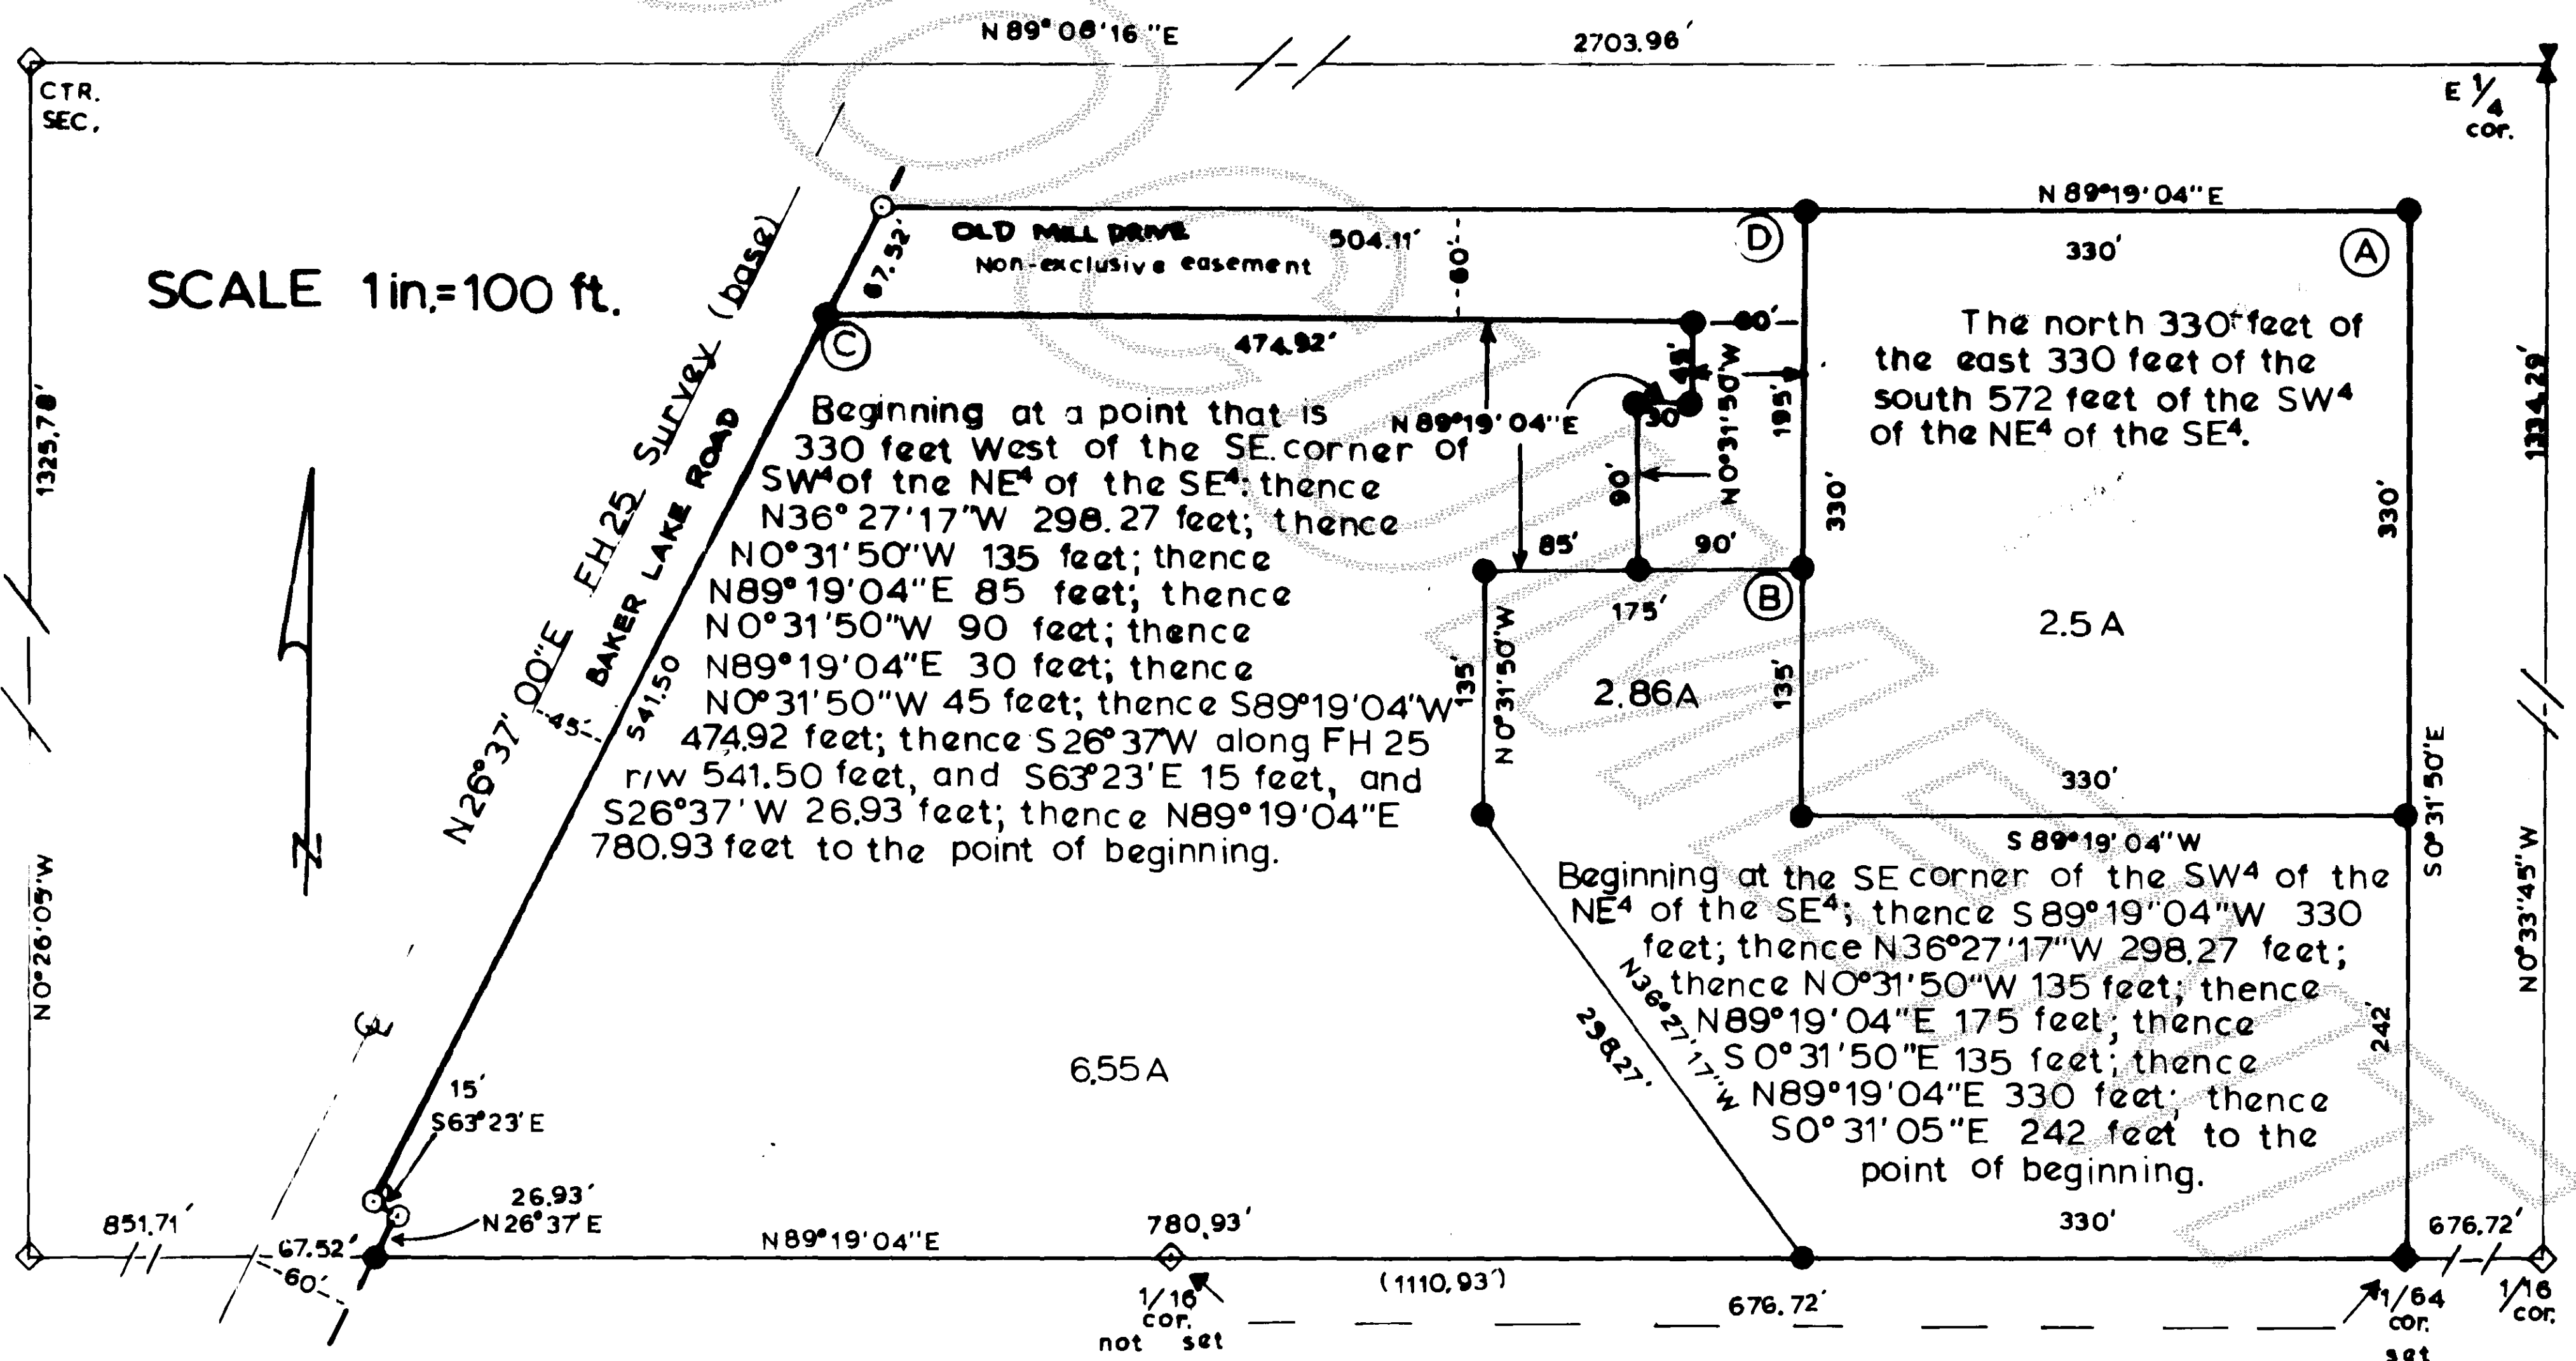 N 89°08'16"E
2703.96'
CTR.
SEC.
E 1/4
cor.
N 89°19'04"E
330'
OLD MILL DRIVE
Non-exclusive easement
504.11'
60'
D
A
67.52'
SCALE 1in.=100 ft.
C
474.92'
60'
45'
N 0°31'50"W
195'
30'
N 89°19'04"E
90'
85'
90'
330'
B
175'
1325.78'
1334.29'
The north 330 feet of
the east 330 feet of the
south 572 feet of the SW4
of the NE4 of the SE4.
330'
2.5 A
N26°37'00"E FH25 Survey (base)
BAKER LAKE ROAD
541.50
45'
Beginning at a point that is
330 feet West of the SE. corner of
SW4 of tne NE4 of the SE4: thence
N36°27'17"W 298.27 feet; thence
N0°31'50"W 135 feet; thence
N89°19'04"E 85 feet; thence
N0°31'50"W 90 feet; thence
N89°19'04"E 30 feet; thence
N0°31'50"W 45 feet; thence S89°19'04"W
474.92 feet; thence S26°37'W along FH 25
r/w 541.50 feet, and S63°23'E 15 feet, and
S26°37'W 26.93 feet; thence N89°19'04"E
780.93 feet to the point of beginning.
135'
N 0°31'50"W
2.86A
135'
330'
S 89°19'04"W
S0°31'50"E
N0°26'05"W
N0°33"45"W
Beginning at the SE corner of the SW4 of the
NE4 of the SE4; thence S89°19"04"W 330
feet; thence N36°27'17"W 298.27 feet;
thence N0°31'50"W 135 feet; thence
N89°19'04"E 175 feet; thence
S0°31'50"E 135 feet; thence
N89°19'04"E 330 feet; thence
S0°31'05"E 242 feet to the
point of beginning.
N36°27'17"W
298.27'
242'
6.55A
15'
S63°23'E
26.93'
N26°37'E
851.71'
67.52'
60'
N89°19'04"E
780.93'
330'
676.72'
1/16
cor.
not set
(1110.93')
676.72'
1/64
cor.
set
1/16
cor.
N